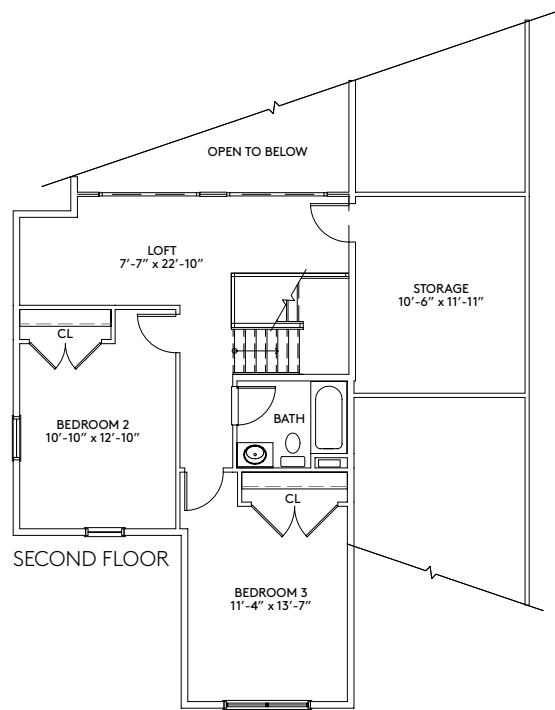 OPEN TO BELOW
LOFT
7'-7" x 22'-10"
STORAGE
10'-6" x 11'-11"
CL
BEDROOM 2
10'-10" x 12'-10"
BATH
CL
SECOND FLOOR
BEDROOM 3
11'-4" x 13'-7"